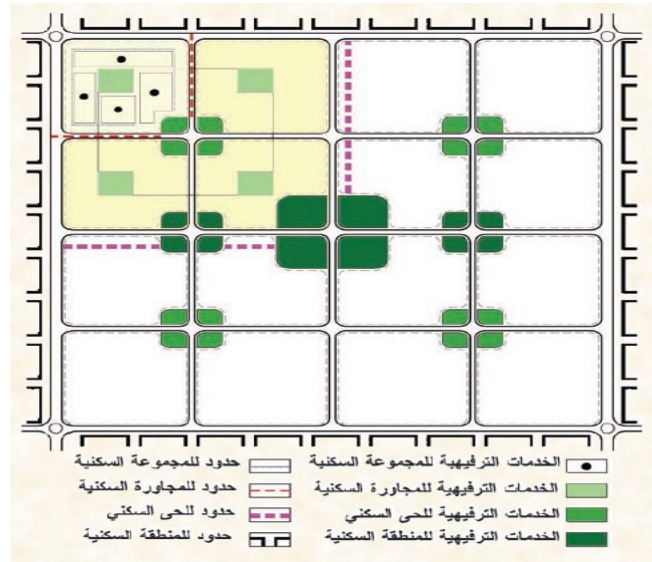 الخدمات الترفيهية للمجموعة السكنية
حدود للمجموعة السكنية
الخدمات الترفيهية للمجاورة السكنية
حدود للمجاورة السكنية
الخدمات الترفيهية للحي السكني
حدود للحى السكني
الخدمات الترفيهية للمنطقة السكنية
حدود للمنطقة السكنية